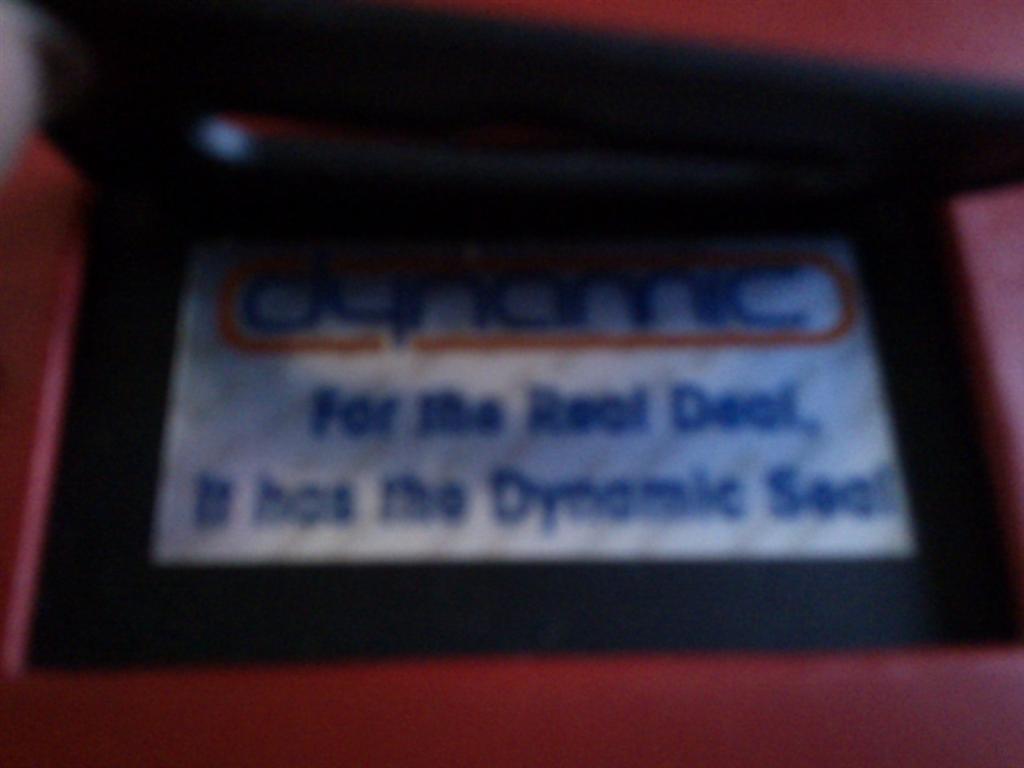 dynamic
For the Real Deal,
It has the Dynamic Seal